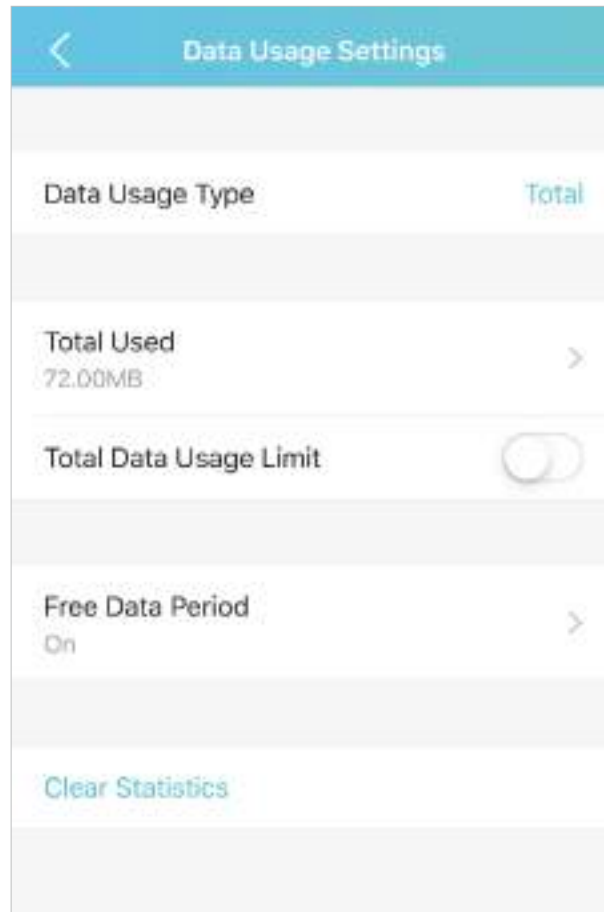 Data Usage Settings
Data Usage Type
Total
Total Used
72.00MB
Total Data Usage Limit
Free Data Period
On
Clear Statistics